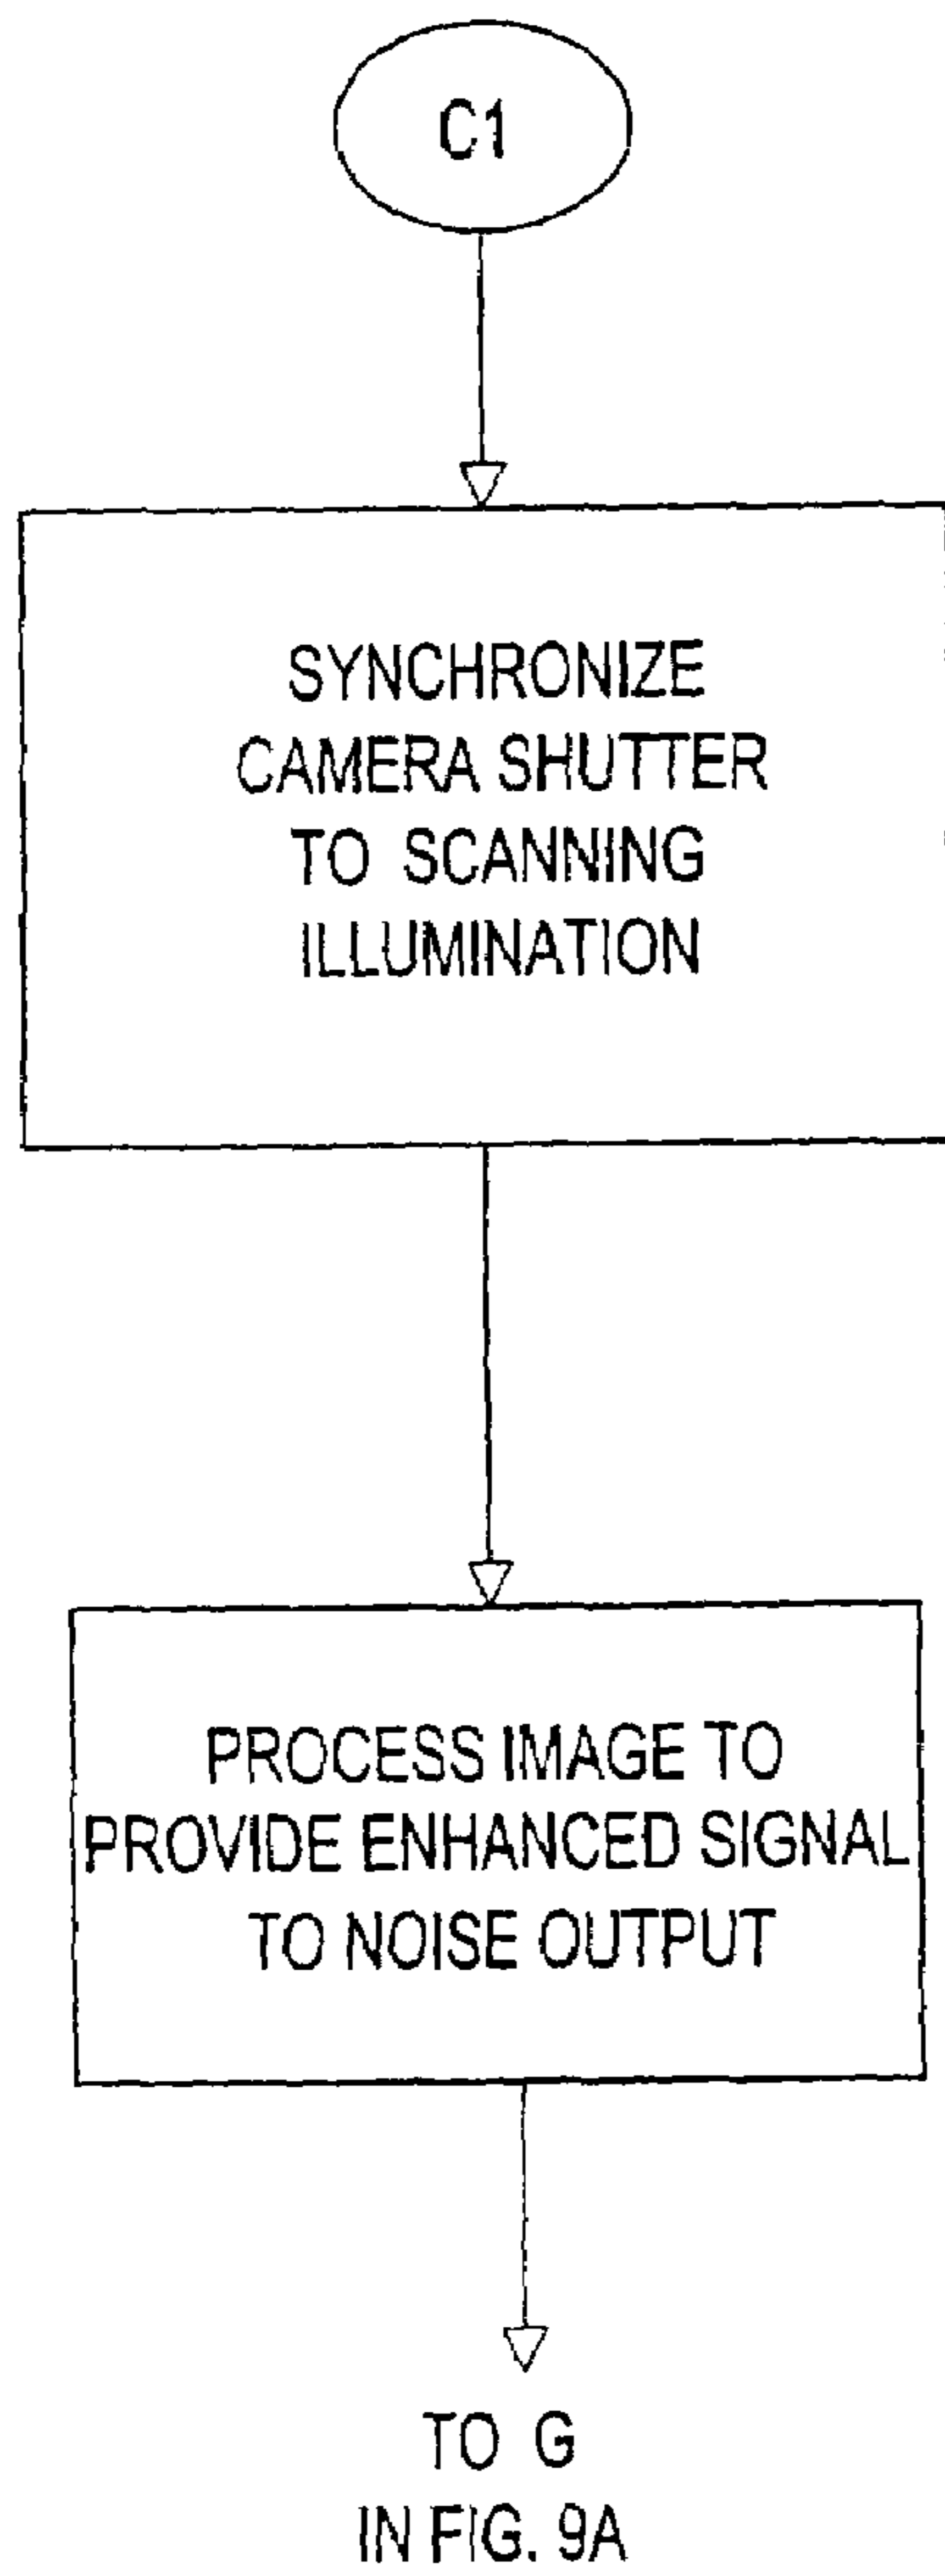 C1
SYNCHRONIZE
CAMERA SHUTTER
TO SCANNING
ILLUMINATION
PROCESS IMAGE TO
PROVIDE ENHANCED SIGNAL
TO NOISE OUTPUT
TO G
IN FIG. 9A